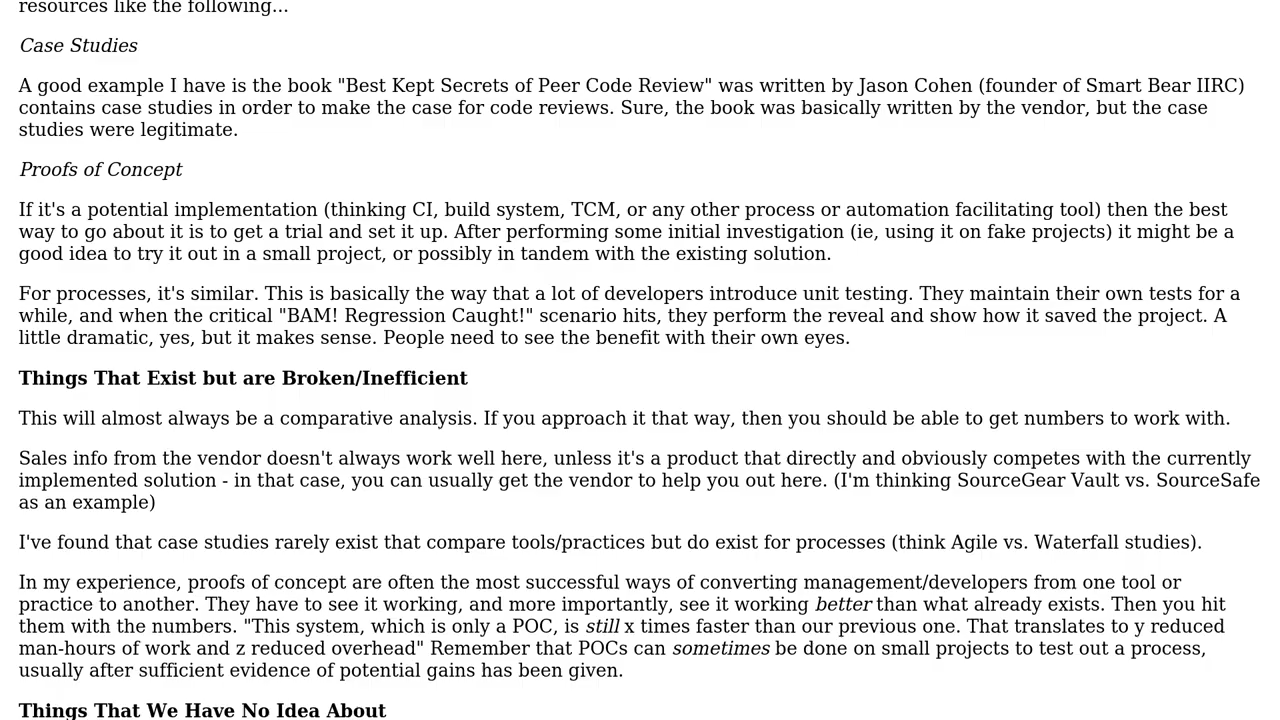 resources like the following...
Case Studies
A good example I have is the book "Best Kept Secrets of Peer Code Review" was written by Jason Cohen (founder of Smart Bear IIRC)
contains case studies in order to make the case for code reviews. Sure, the book was basically written by the vendor, but the case
studies were legitimate.
Proofs of Concept
If it's a potential implementation (thinking CI, build system, TCM, or any other process or automation facilitating tool) then the best
way to go about it is to get a trial and set it up. After performing some initial investigation (ie, using it on fake projects) it might be a
good idea to try it out in a small project, or possibly in tandem with the existing solution.
For processes, it's similar. This is basically the way that a lot of developers introduce unit testing. They maintain their own tests for a
while, and when the critical "BAM! Regression Caught!" scenario hits, they perform the reveal and show how it saved the project. A
little dramatic, yes, but it makes sense. People need to see the benefit with their own eyes.
Things That Exist but are Broken/Inefficient
This will almost always be a comparative analysis. If you approach it that way, then you should be able to get numbers to work with.
Sales info from the vendor doesn't always work well here, unless it's a product that directly and obviously competes with the currently
implemented solution - in that case, you can usually get the vendor to help you out here. (I'm thinking SourceGear Vault vs. SourceSafe
as an example)
I've found that case studies rarely exist that compare tools/practices but do exist for processes (think Agile vs. Waterfall studies).
In my experience, proofs of concept are often the most successful ways of converting management/developers from one tool or
practice to another. They have to see it working, and more importantly, see it working better than what already exists. Then you hit
them with the numbers. "This system, which is only a POC, is still x times faster than our previous one. That translates to y reduced
man-hours of work and z reduced overhead" Remember that POCs can sometimes be done on small projects to test out a process,
usually after sufficient evidence of potential gains has been given.
Things That We Have No Idea About